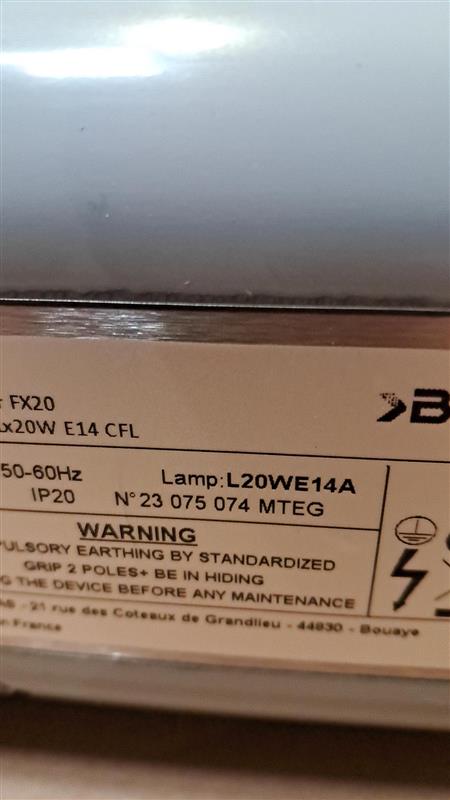 FX20
x20W E14 CFL
B
50-60Hz
Lamp:L20WE14A
IP20
N° 23 075 074 MTEG
WARNING
PULSORY EARTHING BY STANDARDIZED
GRIP 2 POLES+ BE IN HIDING
G THE DEVICE BEFORE ANY MAINTENANCE
AS - 21 rue des Coteaux de Grandlieu - 44830 - Bouaye
n France